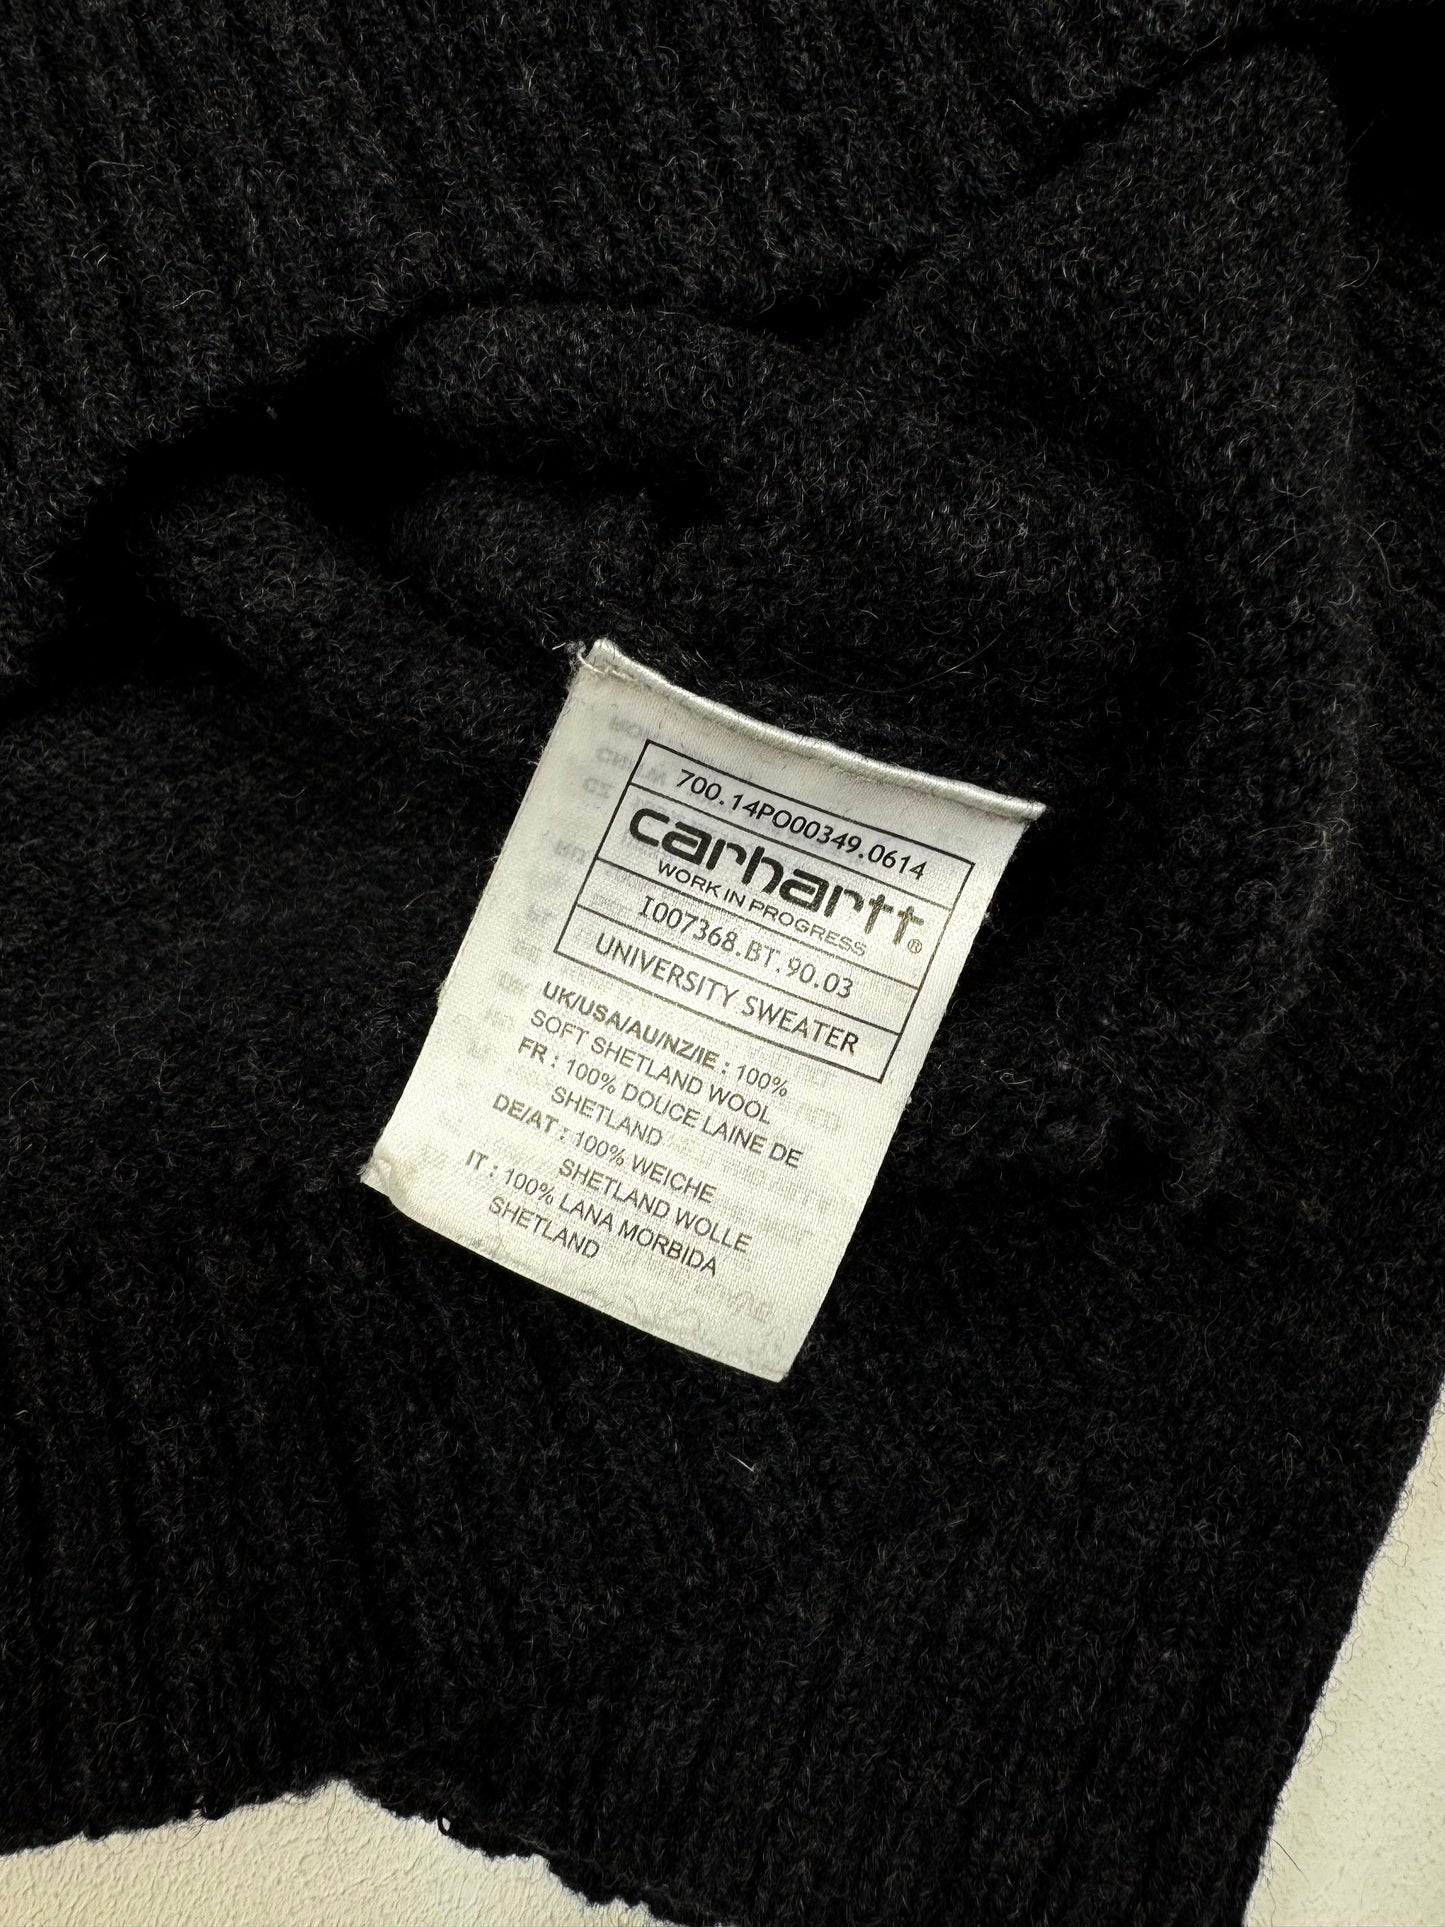 700.14PO00349.0614
carhartt
WORK IN PROGRESS ®
I007368.BT.90.03
UNIVERSITY SWEATER
UK/USA/AU/NZ/IE : 100%
SOFT SHETLAND WOOL
FR : 100% DOUCE LAINE DE
SHETLAND
DE/AT : 100% WEICHE
SHETLAND WOLLE
IT : 100% LANA MORBIDA
SHETLAND